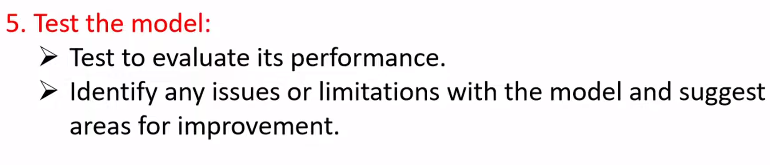 5. Test the model:
➢ Test to evaluate its performance.
➢ Identify any issues or limitations with the model and suggest
areas for improvement.